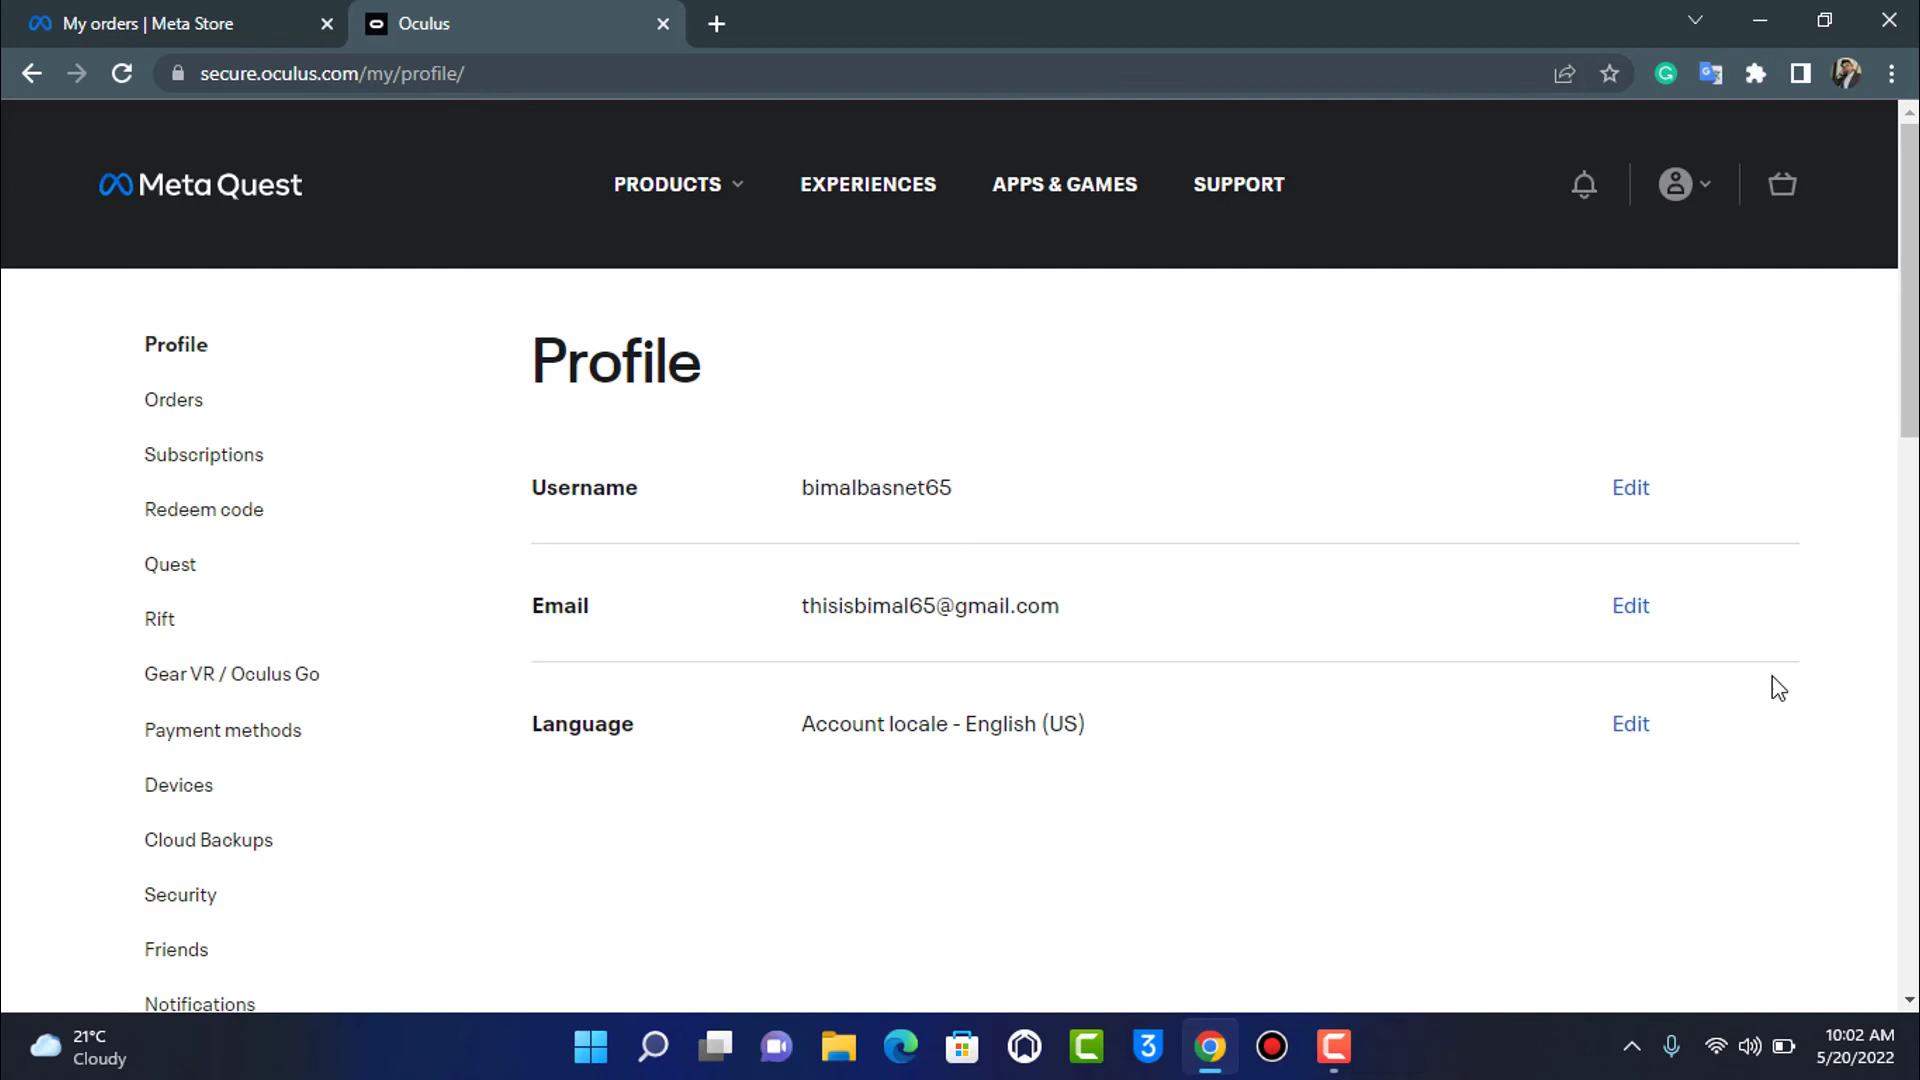 My orders | Meta Store
Oculus
secure.oculus.com/my/profile/
Meta Quest
PRODUCTS
EXPERIENCES
APPS & GAMES
SUPPORT
Profile
Orders
Subscriptions
Redeem code
Quest
Rift
Gear VR / Oculus Go
Payment methods
Devices
Cloud Backups
Security
Friends
Notifications
Profile
Username bimalbasnet65 Edit
Email thisisbimal65@gmail.com Edit
Language Account locale - English (US) Edit
21°C
Cloudy
10:02 AM
5/20/2022